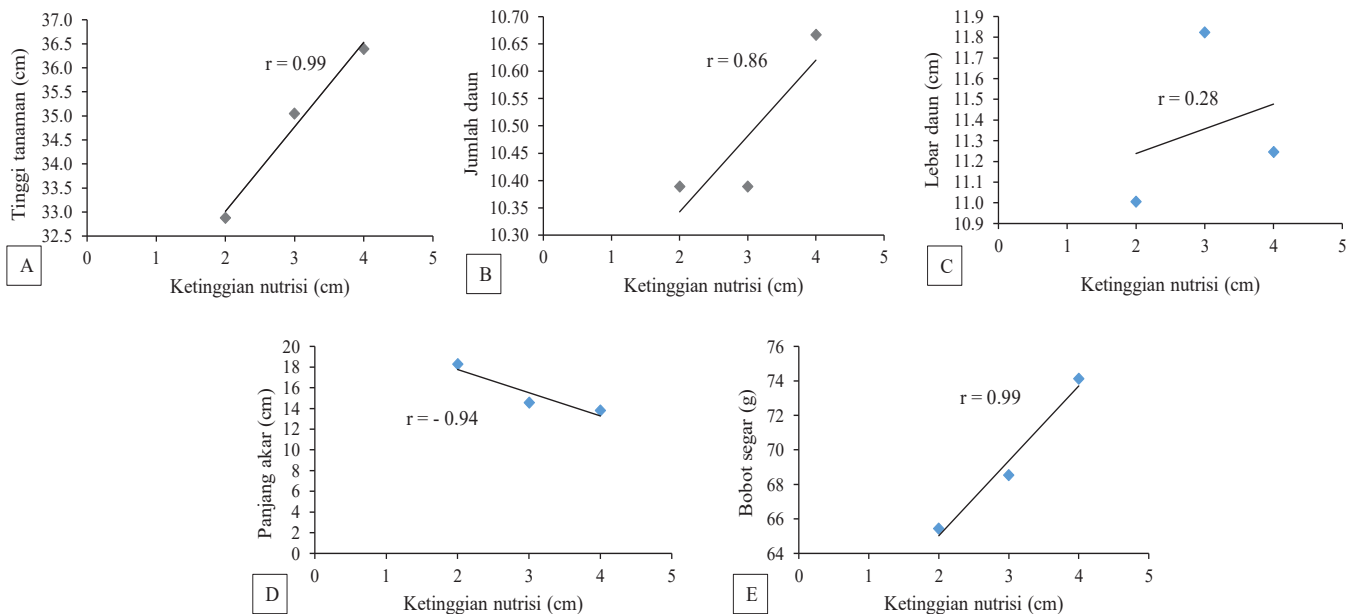 37.0
36.5
36.0
35.5
35.0
34.5
34.0
33.5
33.0
32.5
0 1 2 3 4 5
r = 0.99
Tinggi tanaman (cm)
Ketinggian nutrisi (cm)
A
10.70
10.65
10.60
10.55
10.50
10.45
10.40
10.35
10.30
0 1 2 3 4 5
r = 0.86
Jumlah daun
Ketinggian nutrisi (cm)
B
11.9
11.8
11.7
11.6
11.5
11.4
11.3
11.2
11.1
11.0
10.9
0 1 2 3 4 5
r = 0.28
Lebar daun (cm)
Ketinggian nutrisi (cm)
C
20
18
16
14
12
10
8
6
4
2
0
0 1 2 3 4 5
r = - 0.94
Panjang akar (cm)
Ketinggian nutrisi (cm)
D
76
74
72
70
68
66
64
0 1 2 3 4 5
r = 0.99
Bobot segar (g)
Ketinggian nutrisi (cm)
E